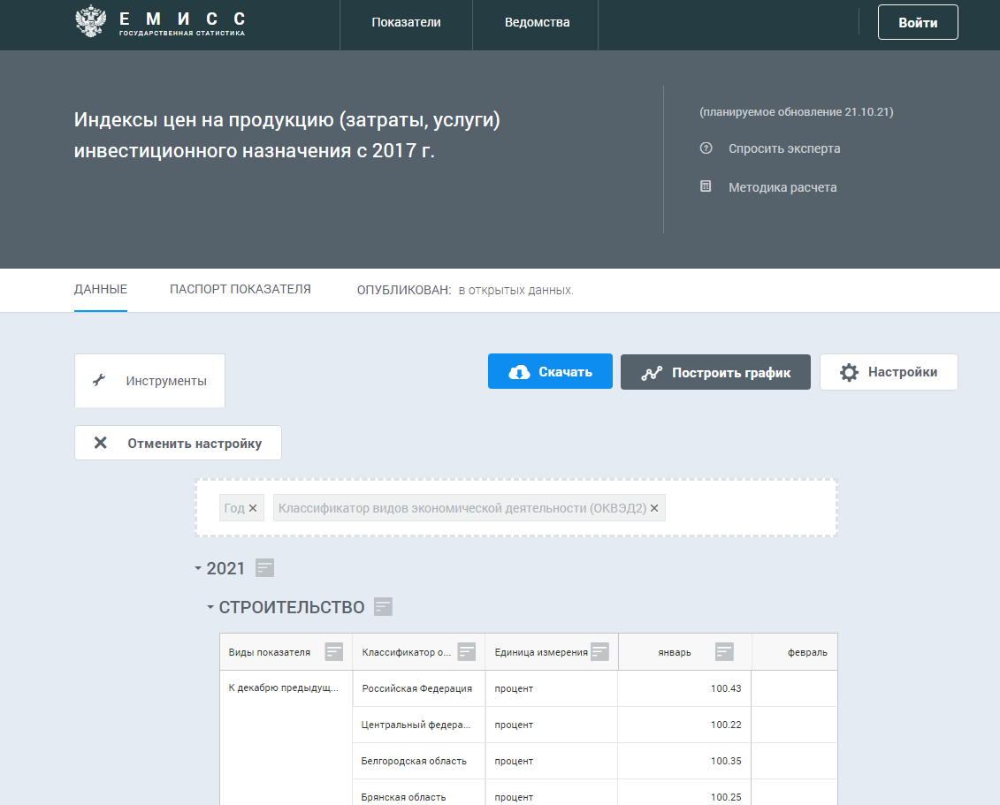 ЕМИСС
ГОСУДАРСТВЕННАЯ СТАТИСТИКА
Показатели
Ведомства
Войти
Индексы цен на продукцию (затраты, услуги)
инвестиционного назначения с 2017 г.
(планируемое обновление 21.10.21)
Спросить эксперта
Методика расчета
ДАННЫЕ
ПАСПОРТ ПОКАЗАТЕЛЯ
ОПУБЛИКОВАН: в открытых данных.
Инструменты
Скачать
Построить график
Настройки
Отменить настройку
Год
Классификатор видов экономической деятельности (ОКВЭД2)
2021
СТРОИТЕЛЬСТВО
Виды показателя Классификатор о... Единица измерения январь февраль
К декабрю предыдущ... Российская Федерация процент 100.43
Центральный федера... процент 100.22
Белгородская область процент 100.35
Брянская область процент 100.25